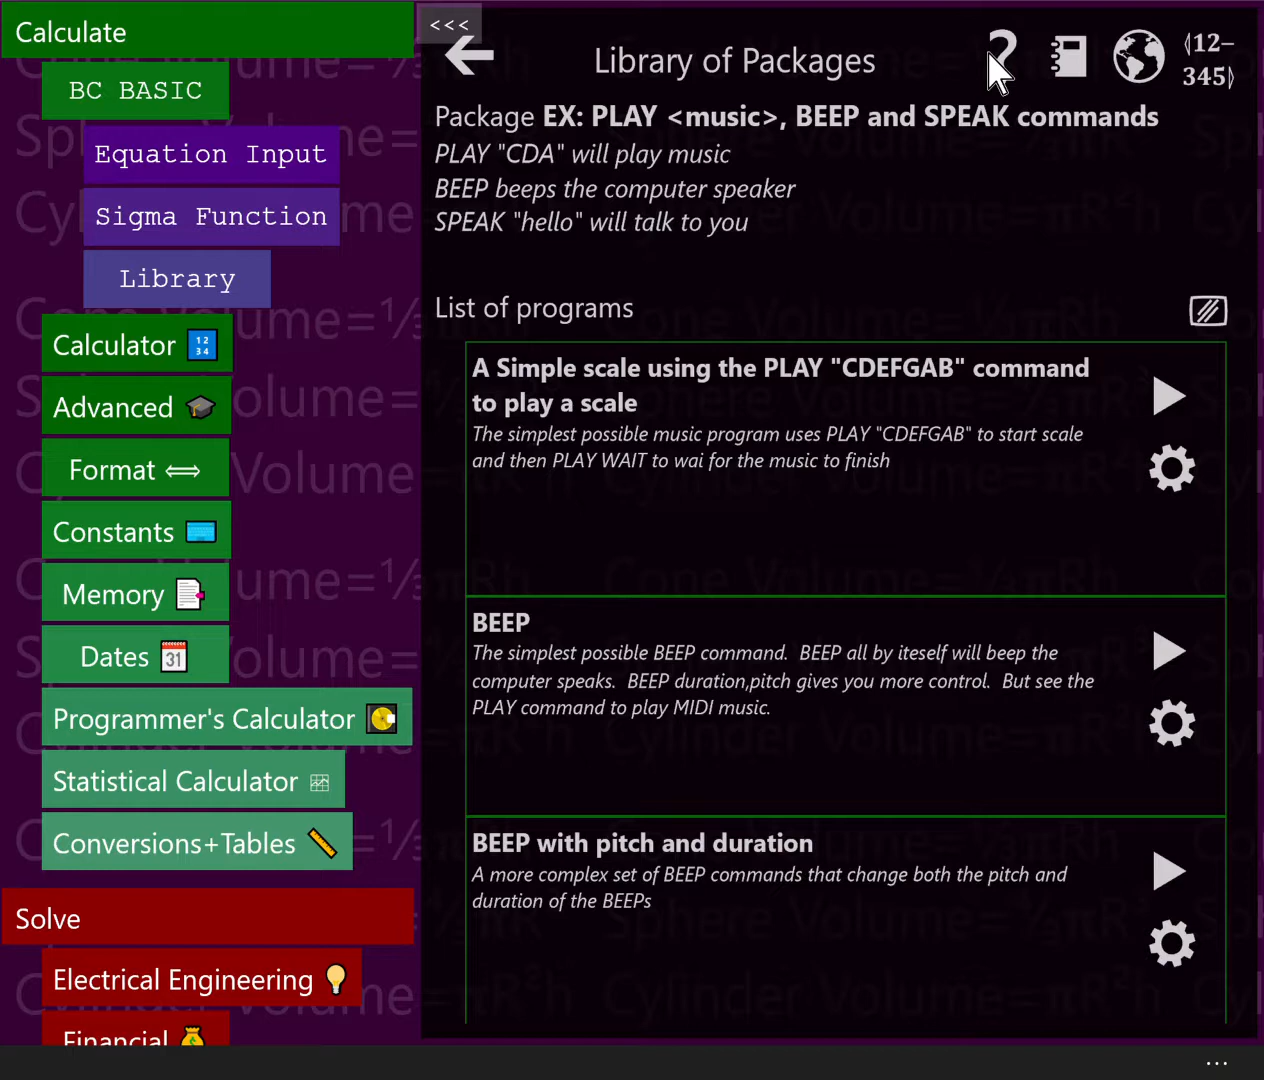 Calculate
BC BASIC
Equation Input
Sigma Function
Library
Calculator
Advanced
Format
Constants
Memory
Dates
31
Programmer's Calculator
Statistical Calculator
Conversions+Tables
Solve
Electrical Engineering
Financial
<<<
Library of Packages
?
12–
345
Package EX: PLAY <music>, BEEP and SPEAK commands
PLAY "CDA" will play music
BEEP beeps the computer speaker
SPEAK "hello" will talk to you
List of programs
A Simple scale using the PLAY "CDEFGAB" command
to play a scale
The simplest possible music program uses PLAY "CDEFGAB" to start scale
and then PLAY WAIT to wai for the music to finish
BEEP
The simplest possible BEEP command.  BEEP all by iteself will beep the
computer speaks.  BEEP duration,pitch gives you more control.  But see the
PLAY command to play MIDI music.
BEEP with pitch and duration
A more complex set of BEEP commands that change both the pitch and
duration of the BEEPs
...